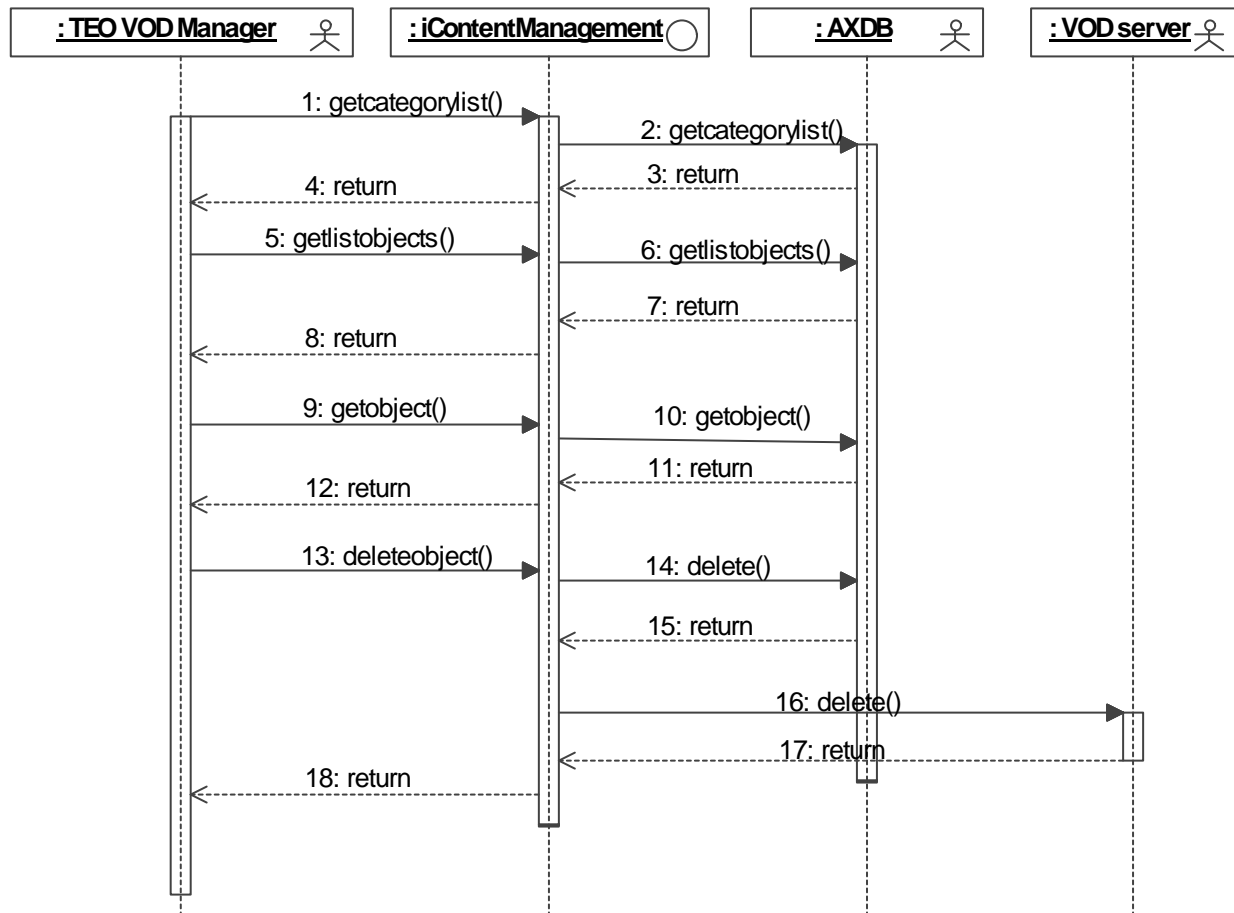 : TEO VOD Manager
: iContentManagement
: AXDB
: VOD server
1: getcategorylist()
2: getcategorylist()
3: return
4: return
5: getlistobjects()
6: getlistobjects()
7: return
8: return
9: getobject()
10: getobject()
11: return
12: return
13: deleteobject()
14: delete()
15: return
16: delete()
17: return
18: return